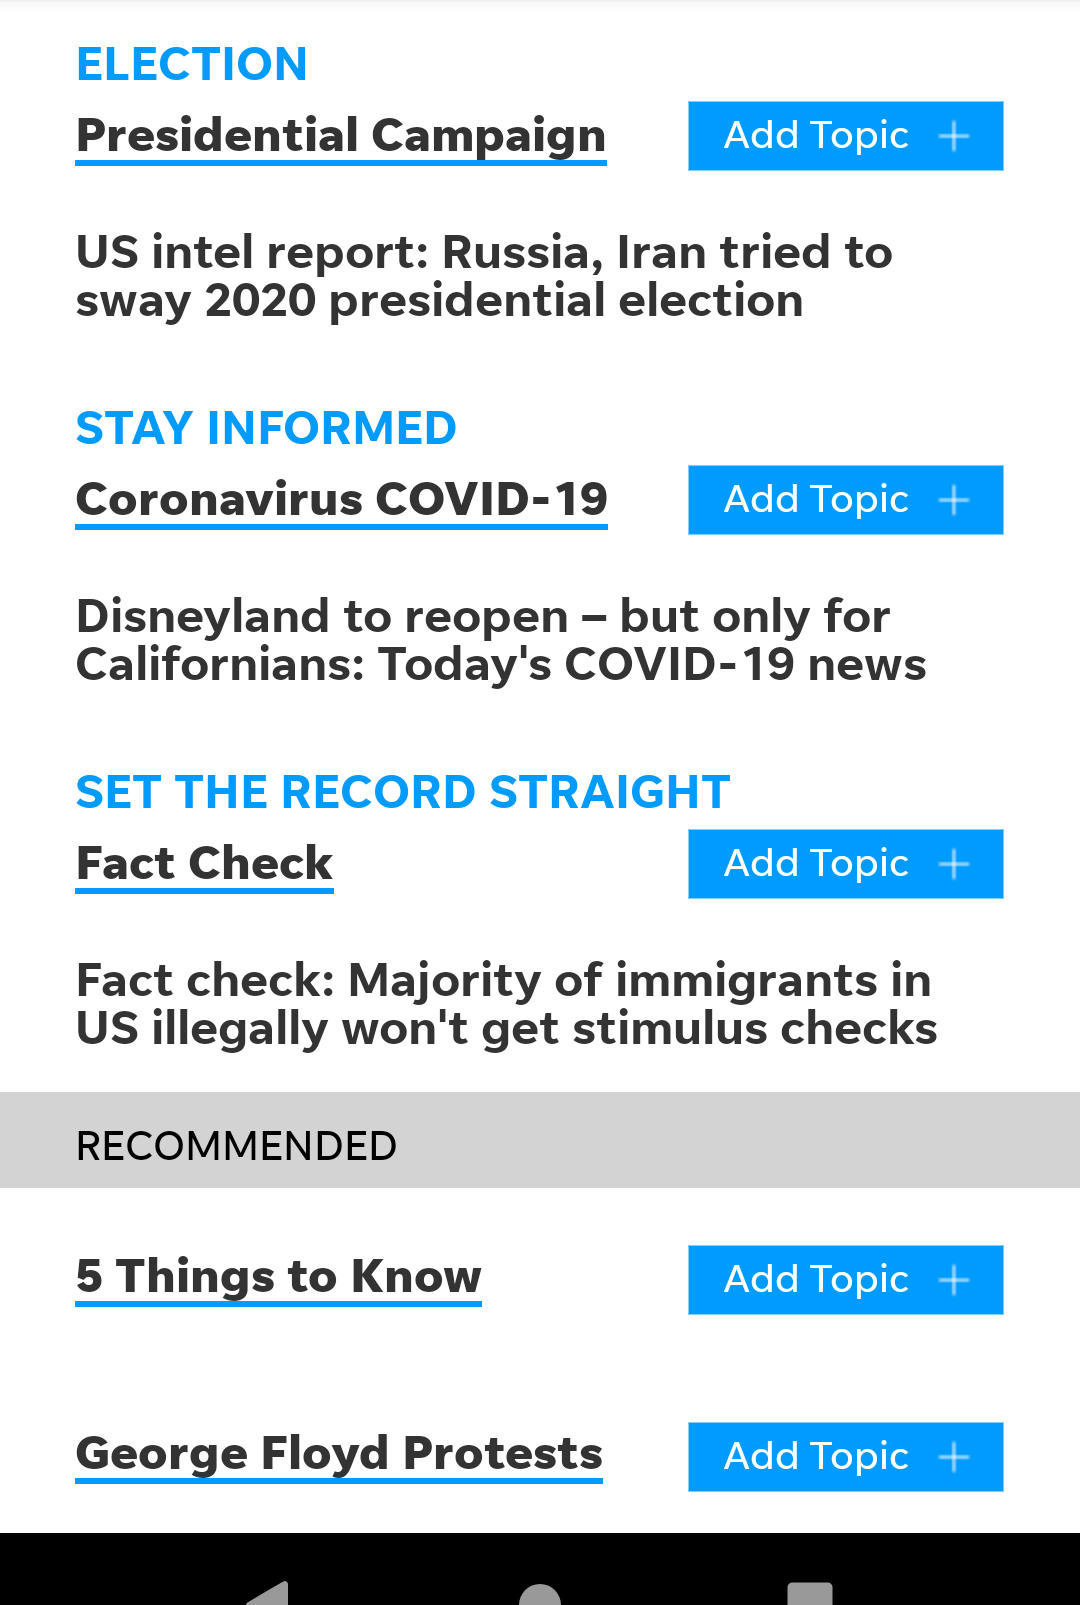 ELECTION
Presidential Campaign
Add Topic +
US intel report: Russia, Iran tried to
sway 2020 presidential election
STAY INFORMED
Coronavirus COVID-19
Add Topic +
Disneyland to reopen – but only for
Californians: Today's COVID-19 news
SET THE RECORD STRAIGHT
Fact Check
Add Topic +
Fact check: Majority of immigrants in
US illegally won't get stimulus checks
RECOMMENDED
5 Things to Know
Add Topic +
George Floyd Protests
Add Topic +